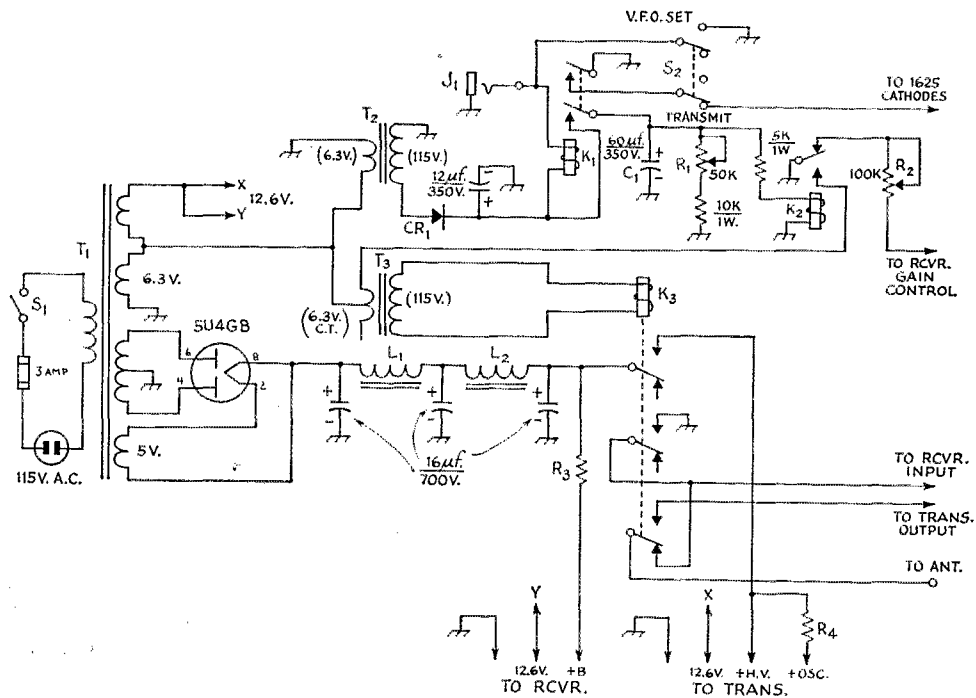 V.F.O. SET
J1
S2
TO 1625
CATHODES
TRANSMIT
T2
(6.3V.)
(115V.)
12µf.
350V.
CR1
K1
60µf.
350V.
C1
R1
50K
10K
1W.
5K
1W
K2
100K
R2
TO RCVR.
GAIN
CONTROL
X
12.6V.
Y
T1
6.3V.
S1
3 AMP
115V. A.C.
5U4GB
6
8
4
2
5V.
T3
(115V.)
(6.3V.
C.T.)
K3
L1
L2
16µf.
700V.
R3
TO RCVR.
INPUT
TO TRANS.
OUTPUT
TO ANT.
Y
X
R4
12.6V. +B
TO RCVR.
12.6V. +H.V. +OSC.
TO TRANS.